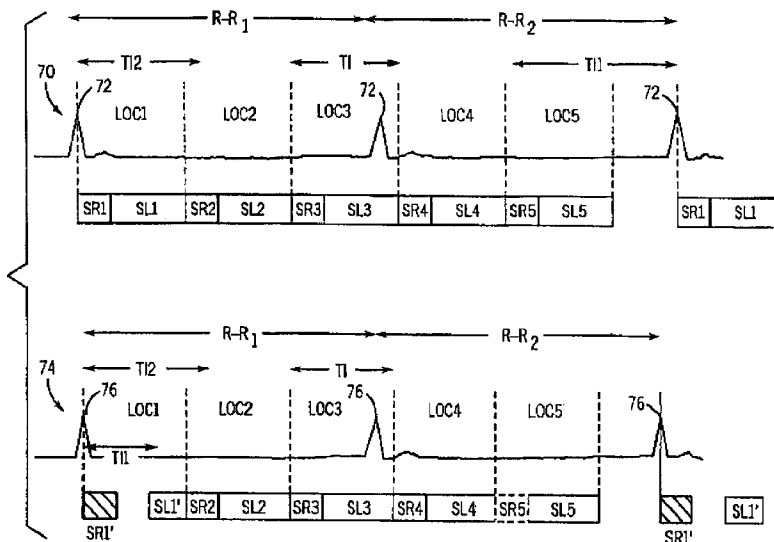 R–R1 R–R2
TI2 TI TI1
70 72 LOC1 LOC2 LOC3 72 LOC4 LOC5 72
SR1 SL1 SR2 SL2 SR3 SL3 SR4 SL4 SR5 SL5 SR1 SL1
R–R1 R–R2
TI2 TI
74 76 LOC1 LOC2 LOC3 76 LOC4 LOC5 76
TI1
SL1' SR2 SL2 SR3 SL3 SR4 SL4 SR5 SL5 SL1'
SR1' SR1'